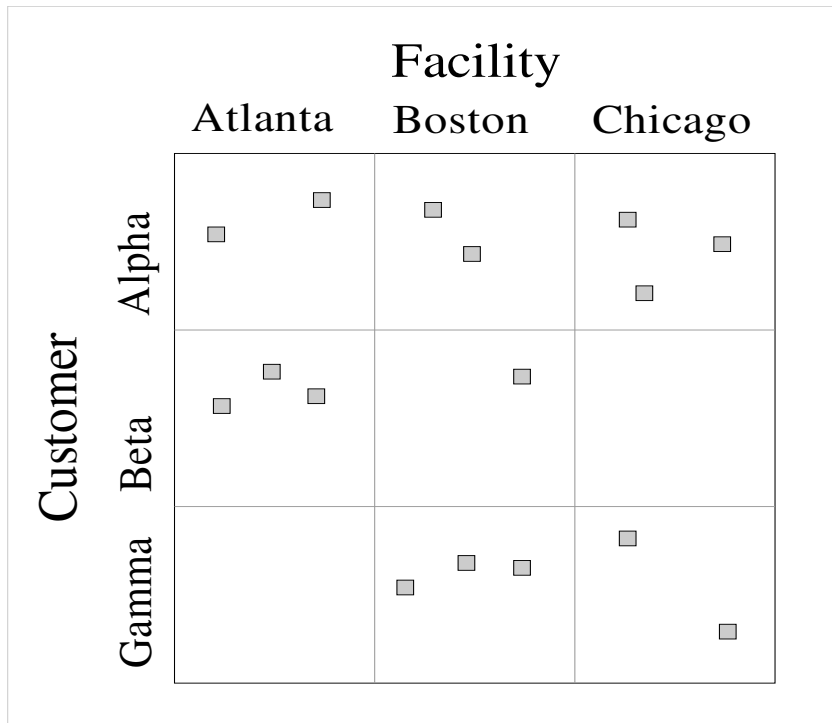 Facility
Atlanta Boston Chicago
Customer
Alpha
Beta
Gamma